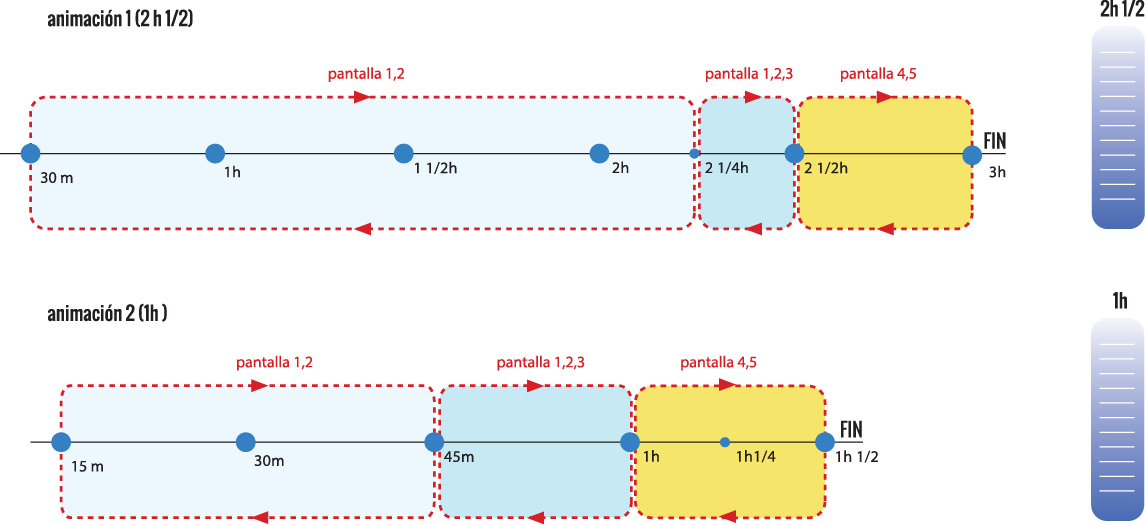 animación 1 (2 h 1/2)
2h 1/2
pantalla 1,2
pantalla 1,2,3
pantalla 4,5
FIN
30 m
1h
1 1/2h
2h
2 1/4h
2 1/2h
3h
animación 2 (1h )
1h
pantalla 1,2
pantalla 1,2,3
pantalla 4,5
FIN
15 m
30m
45m
1h
1h1/4
1h 1/2